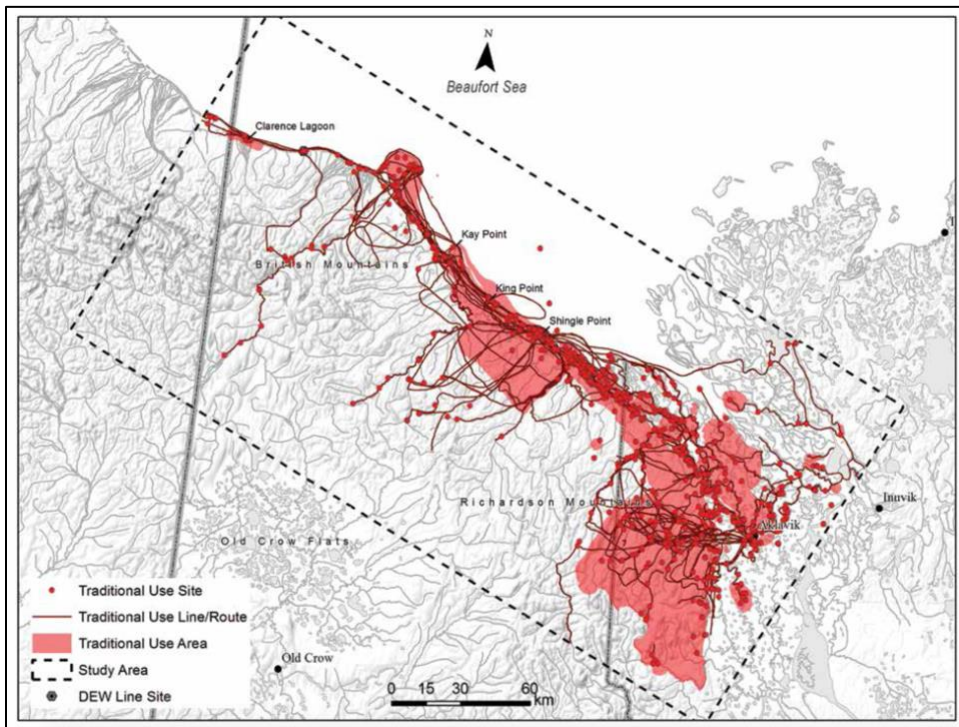 N
Beaufort Sea
Clarence Lagoon
Kay Point
British Mountains
King Point
Shingle Point
Richardson Mountains
Innvik
Aklavik
Old Crow Flats
Traditional Use Site
Traditional Use Line/Route
Traditional Use Area
Study Area
DEW Line Site
Old Crow
0 15 30 60
km